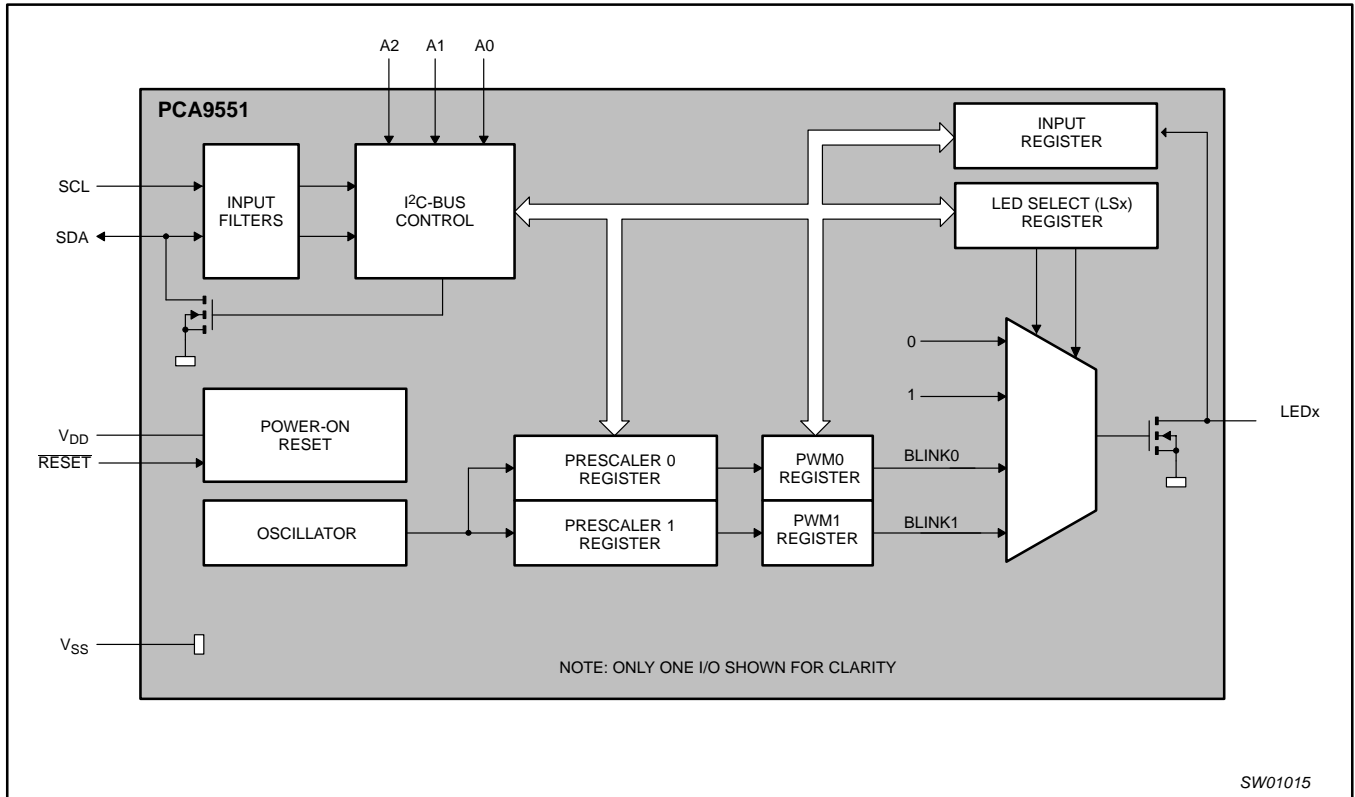 A2 A1 A0
PCA9551
INPUT
REGISTER
SCL
INPUT
FILTERS
I²C-BUS
CONTROL
LED SELECT (LSx)
REGISTER
SDA
0
1
LEDx
POWER-ON
RESET
VDD
RESET
PRESCALER 0
REGISTER
PWM0
REGISTER
BLINK0
OSCILLATOR
PRESCALER 1
REGISTER
PWM1
REGISTER
BLINK1
VSS
NOTE: ONLY ONE I/O SHOWN FOR CLARITY
SW01015